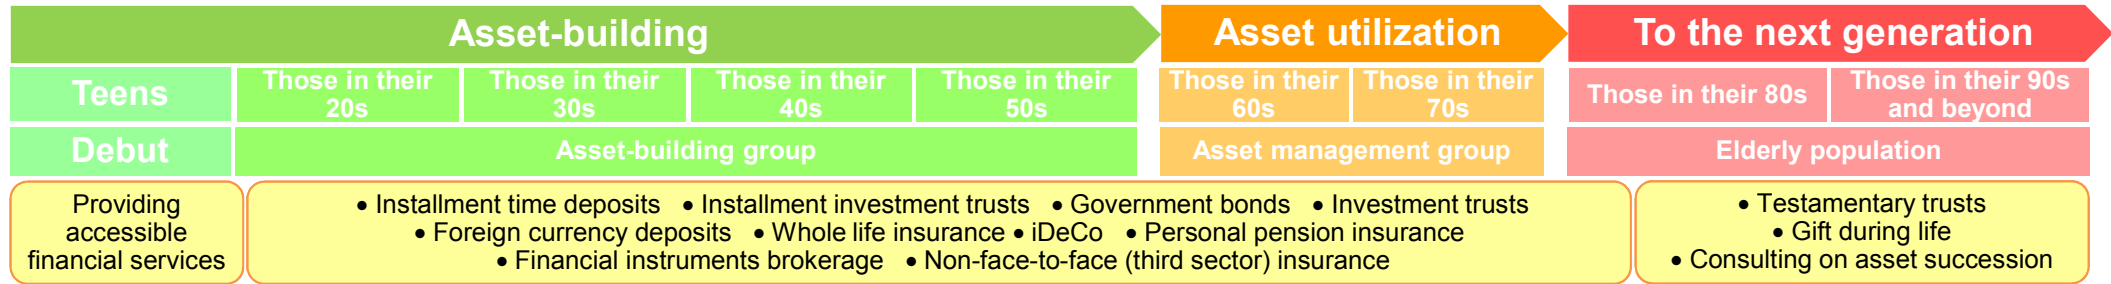 Asset-building
Asset utilization
To the next generation
Teens
Those in their
20s
Those in their
30s
Those in their
40s
Those in their
50s
Those in their
60s
Those in their
70s
Those in their 80s
Those in their 90s
and beyond
Debut
Asset-building group
Asset management group
Elderly population
Providing
accessible
financial services
• Installment time deposits • Installment investment trusts • Government bonds • Investment trusts
• Foreign currency deposits • Whole life insurance • iDeCo • Personal pension insurance
• Financial instruments brokerage • Non-face-to-face (third sector) insurance
• Testamentary trusts
• Gift during life
• Consulting on asset succession